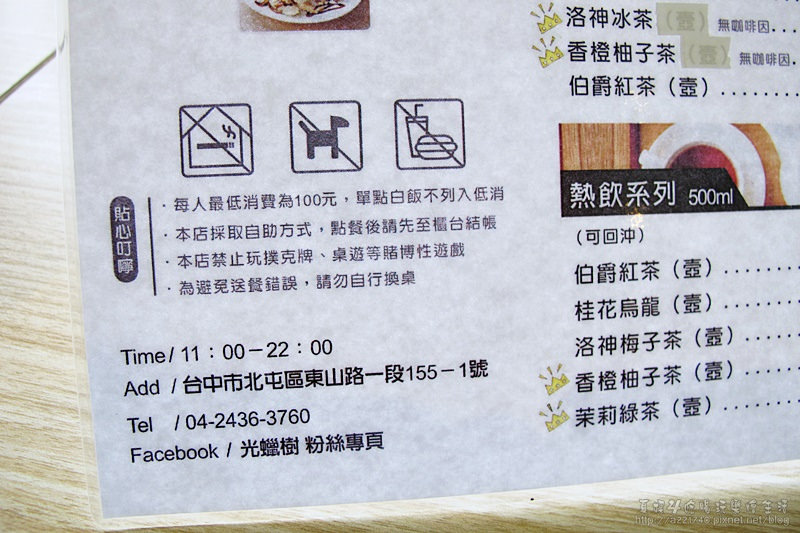 洛神冰茶（壺）無咖啡因..
香橙柚子茶（壺）無咖啡因..
伯爵紅茶（壺）........
貼心叮嚀
·每人最低消費為100元，單點白飯不列入低消
·本店採取自助方式，點餐後請先至櫃台結帳
·本店禁止玩撲克牌、桌遊等賭博性遊戲
·為避免送餐錯誤，請勿自行換桌
Time / 11：00－22：00
Add / 台中市北屯區東山路一段155－1號
Tel / 04-2436-3760
Facebook / 光蠟樹 粉絲專頁
熱飲系列 500ml
（可回沖）
伯爵紅茶（壺）........
桂花烏龍（壺）........
洛神梅子茶（壺）......
香橙柚子茶（壺）......
茉莉綠茶（壺）........
http://a221740.pixnet.net/blog